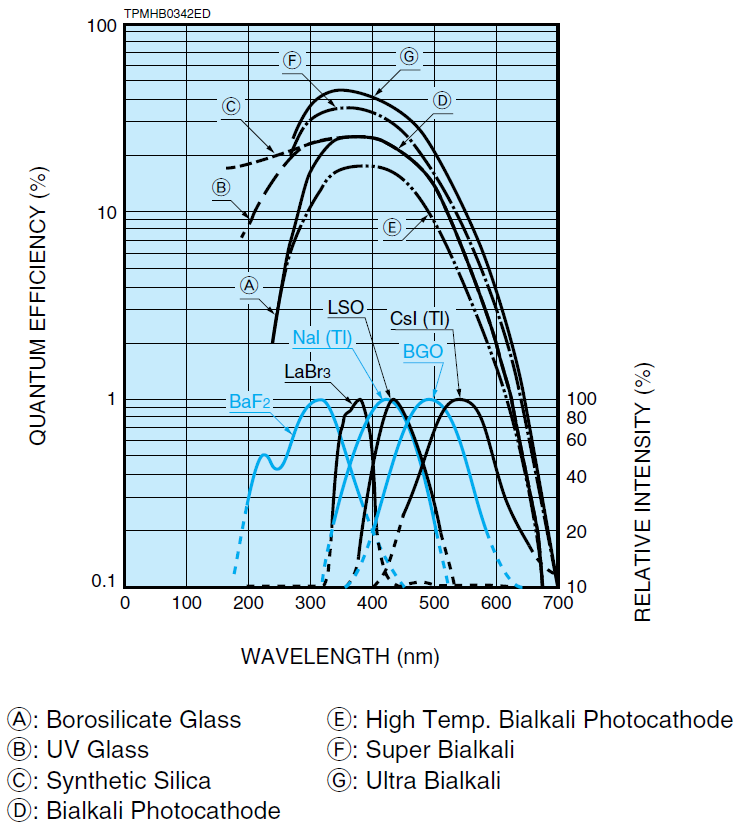 TPMHB0342ED
100
10
1
0.1
QUANTUM EFFICIENCY (%)
Ⓕ
Ⓖ
Ⓒ
Ⓓ
Ⓑ
Ⓔ
Ⓐ
LSO
CsI (Tl)
NaI (Tl)
BGO
LaBr3
BaF2
100
80
60
40
20
10
RELATIVE INTENSITY (%)
0 100 200 300 400 500 600 700
WAVELENGTH (nm)
Ⓐ: Borosilicate Glass
Ⓑ: UV Glass
Ⓒ: Synthetic Silica
Ⓓ: Bialkali Photocathode
Ⓔ: High Temp. Bialkali Photocathode
Ⓕ: Super Bialkali
Ⓖ: Ultra Bialkali